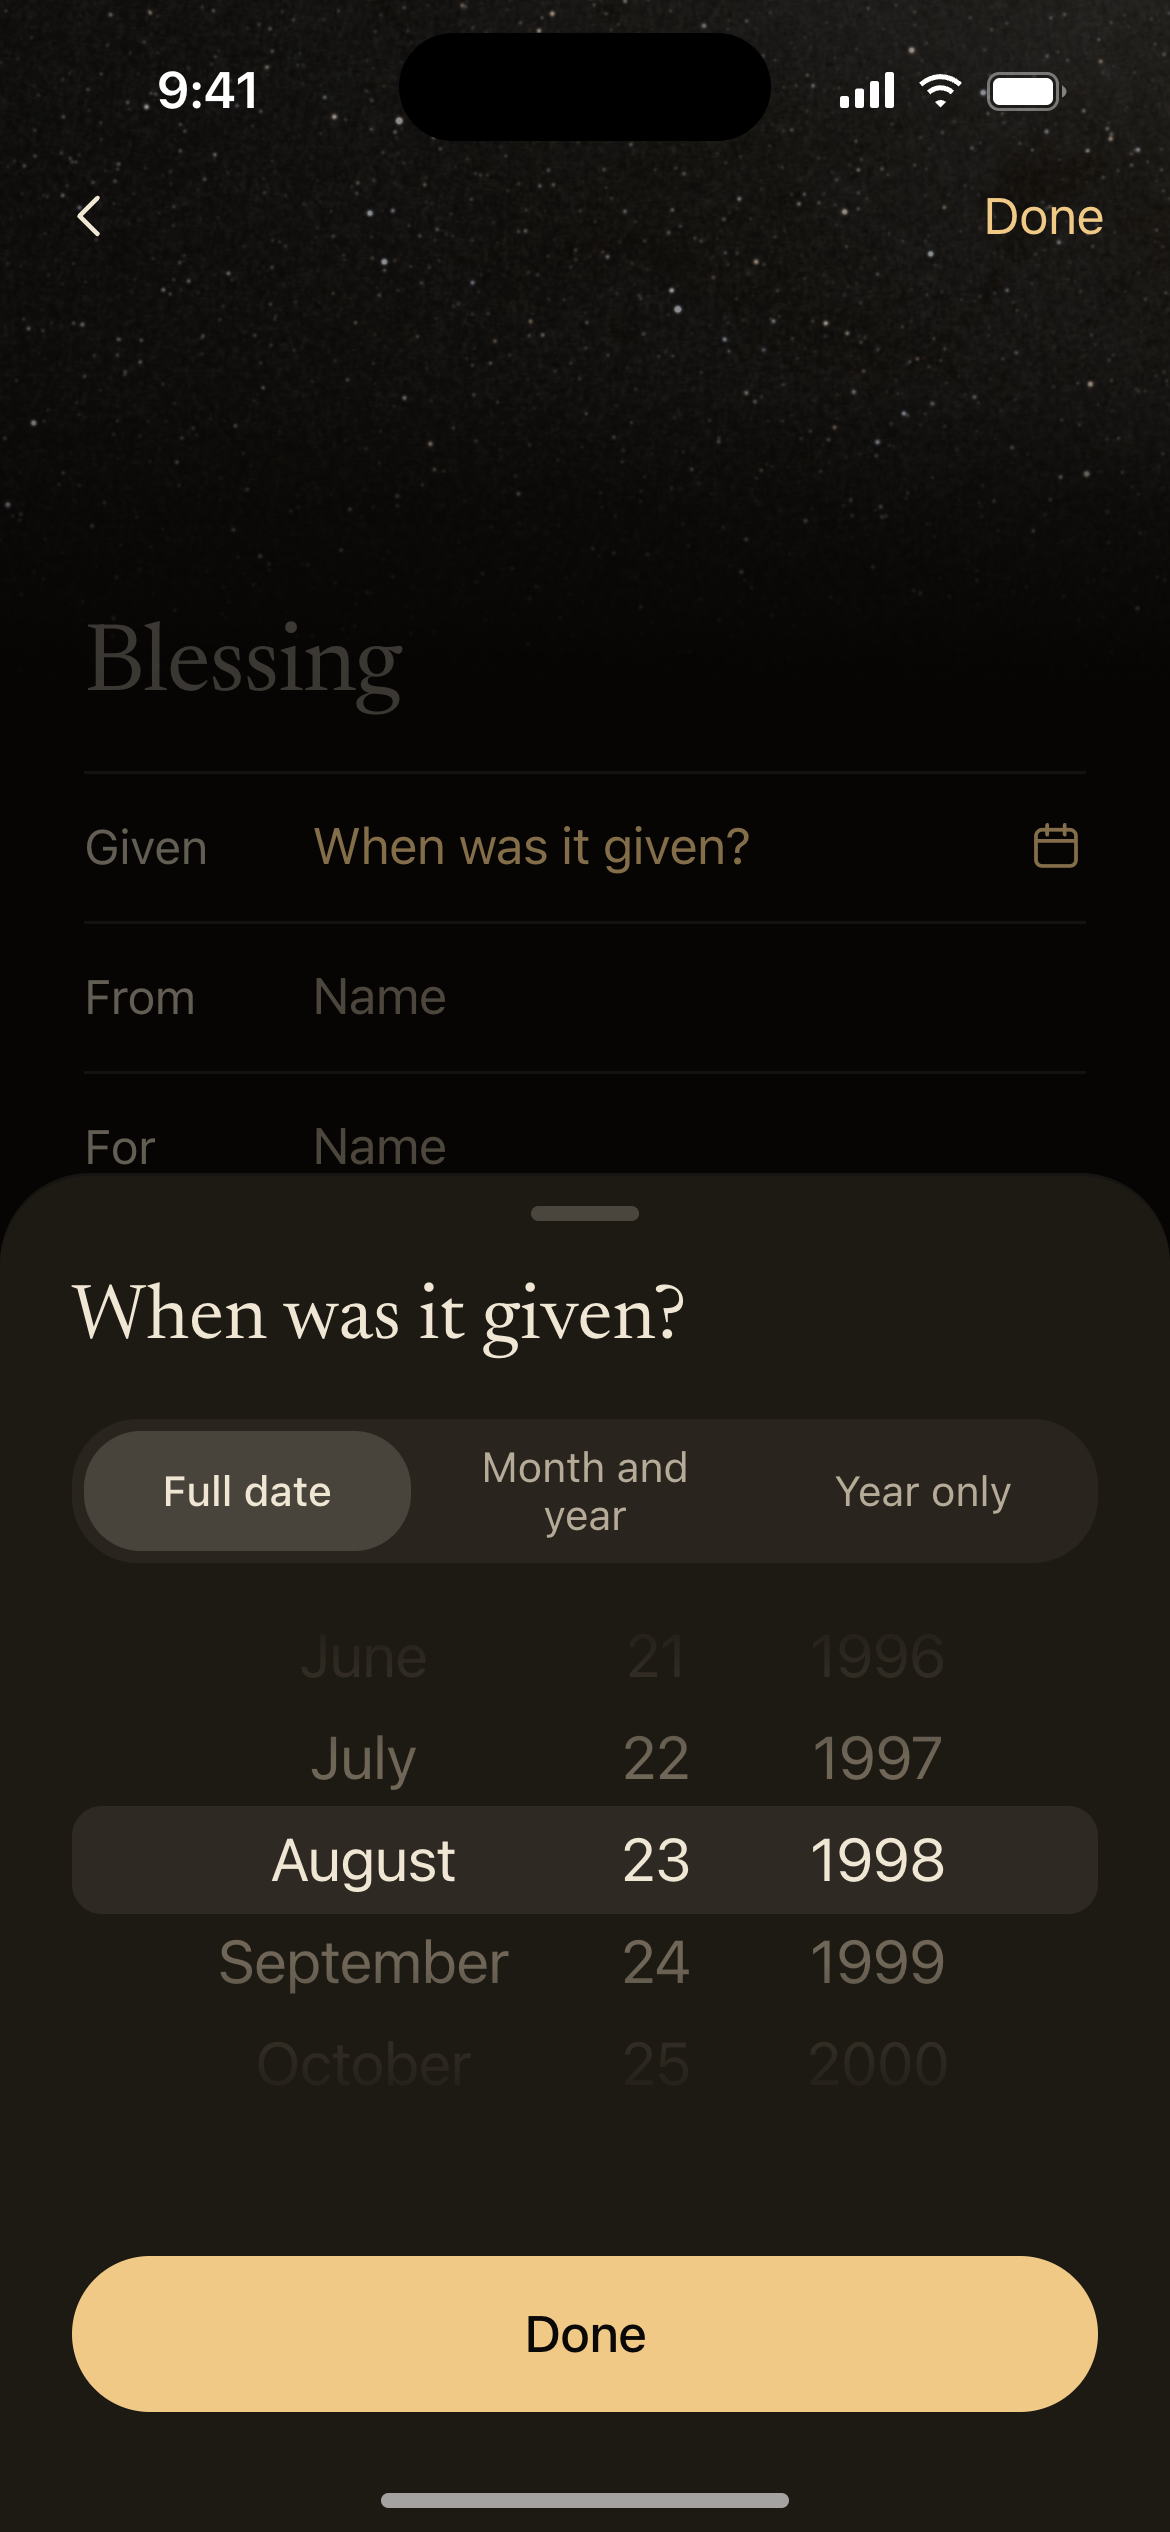 9:41
Done
Blessing
Given When was it given?
From Name
For Name
When was it given?
Full date
Month and
year
Year only
June 21 1996
July 22 1997
August 23 1998
September 24 1999
October 25 2000
Done